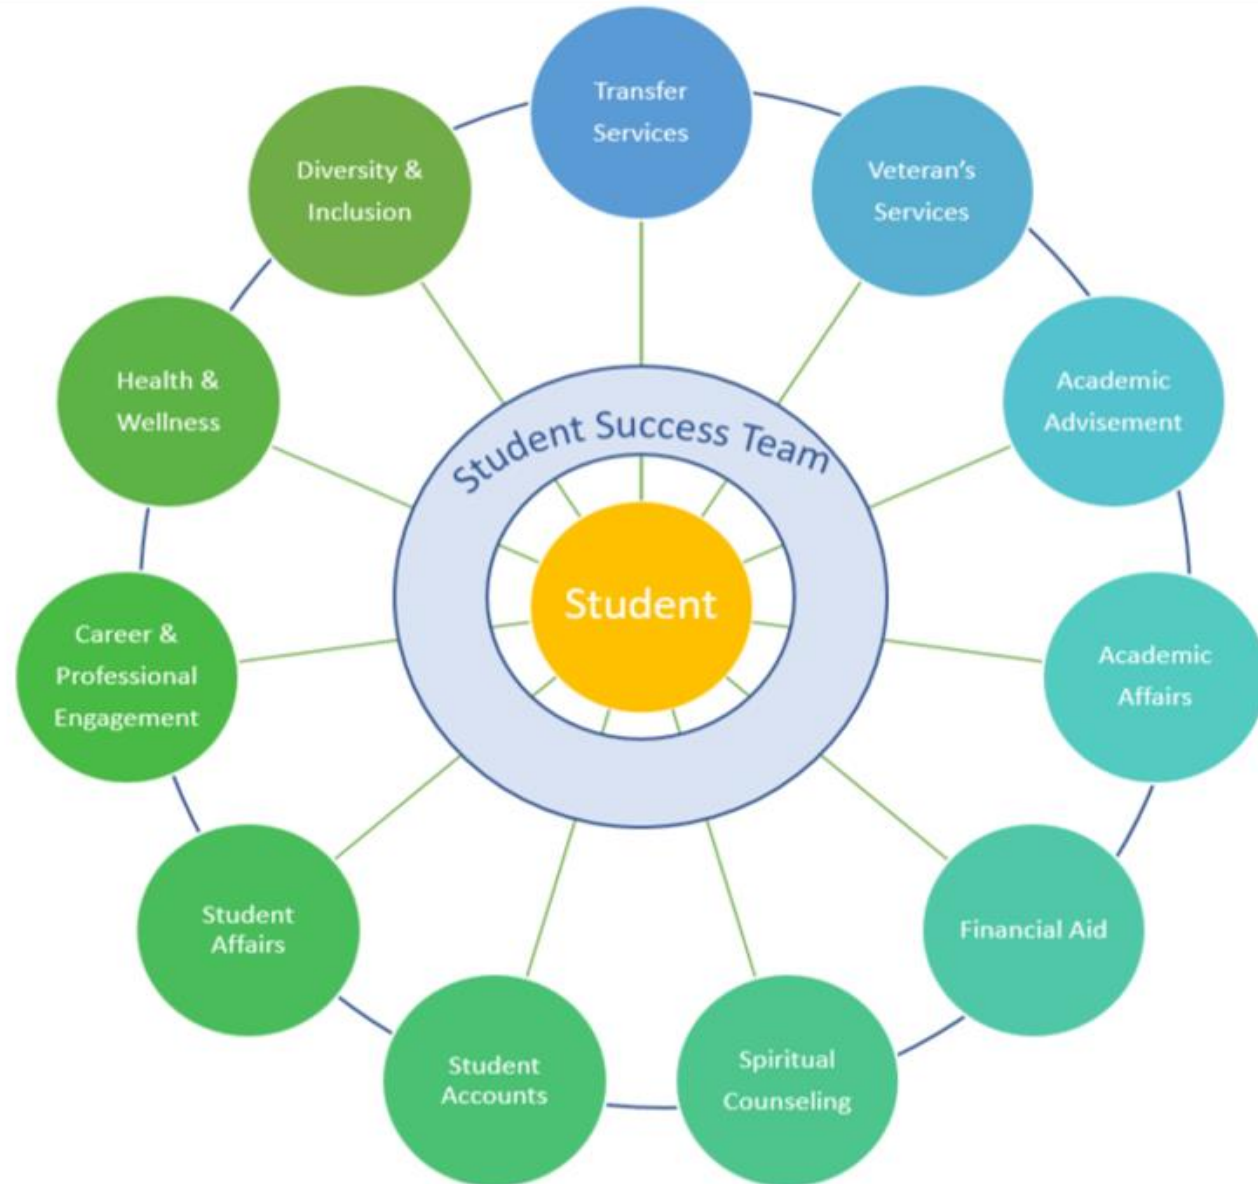 Transfer
Services
Veteran’s
Services
Academic
Advisement
Academic
Affairs
Financial Aid
Spiritual
Counseling
Student
Accounts
Student
Affairs
Career &
Professional
Engagement
Health &
Wellness
Diversity &
Inclusion
Student Success Team
Student